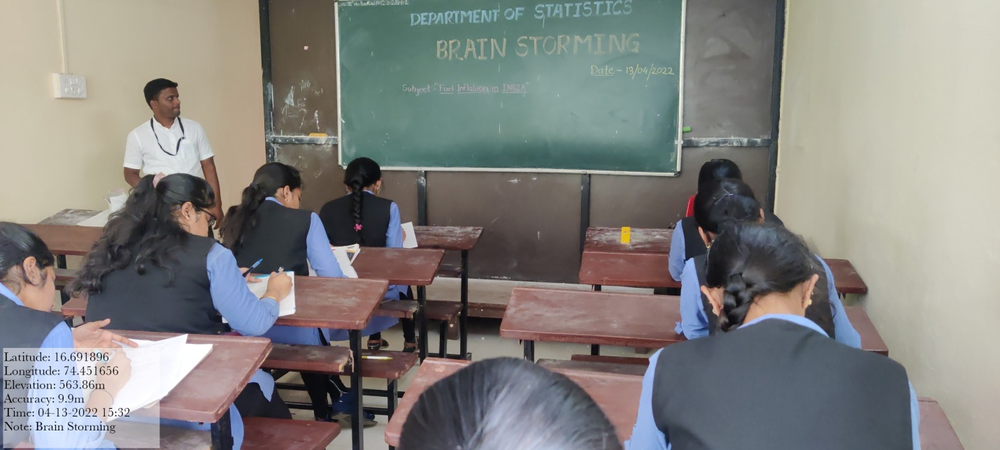 DEPARTMENT OF STATISTICS
BRAIN STORMING
Date - 13/04/2022
Subject :- "Fuel Inflation in INDIA"
Latitude: 16.691896
Longitude: 74.451656
Elevation: 563.86m
Accuracy: 9.9m
Time: 04-13-2022 15:32
Note: Brain Storming